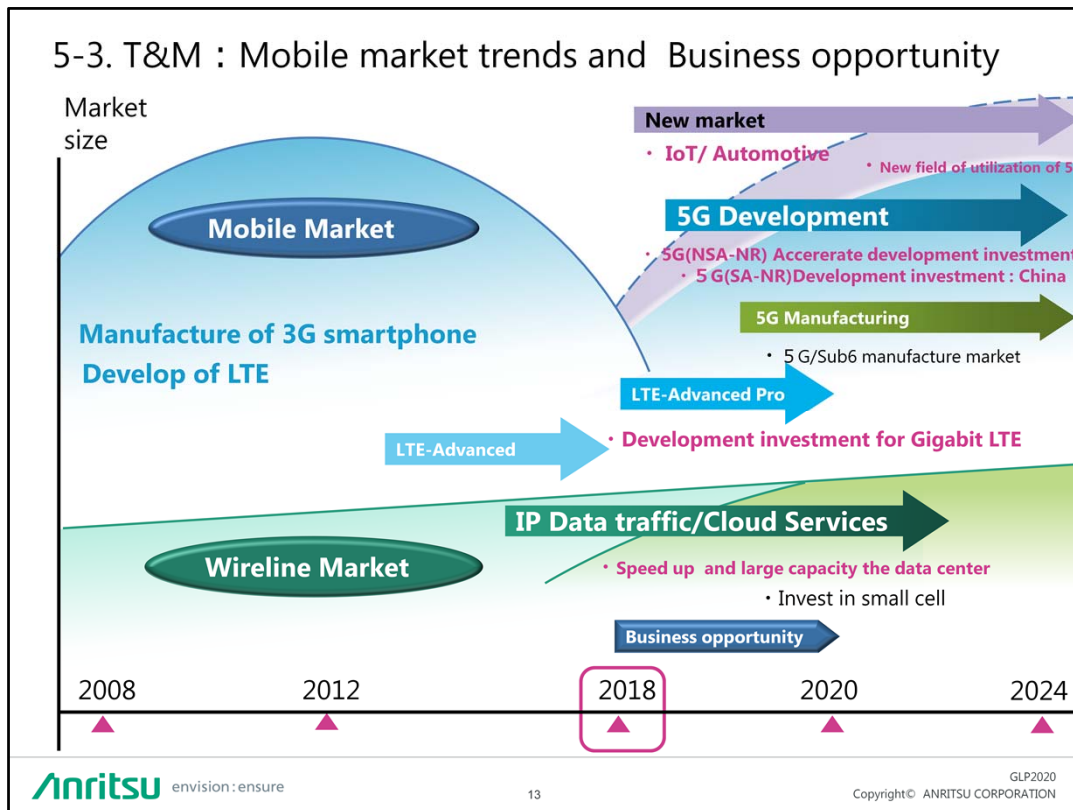 5-3. T&M：Mobile market trends and Business opportunity
Market
size
New market
・IoT/ Automotive
・New field of utilization of 5
Mobile Market
5G Development
・5G(NSA-NR) Accererate development investment
・５G(SA-NR)Development investment : China
Manufacture of 3G smartphone
Develop of LTE
5G Manufacturing
・５G/Sub6 manufacture market
LTE-Advanced Pro
LTE-Advanced
・Development investment for Gigabit LTE
IP Data traffic/Cloud Services
Wireline Market
・Speed up and large capacity the data center
・Invest in small cell
Business opportunity
2008
2012
2018
2020
2024
Anritsu envision : ensure
13
GLP2020
Copyright© ANRITSU CORPORATION